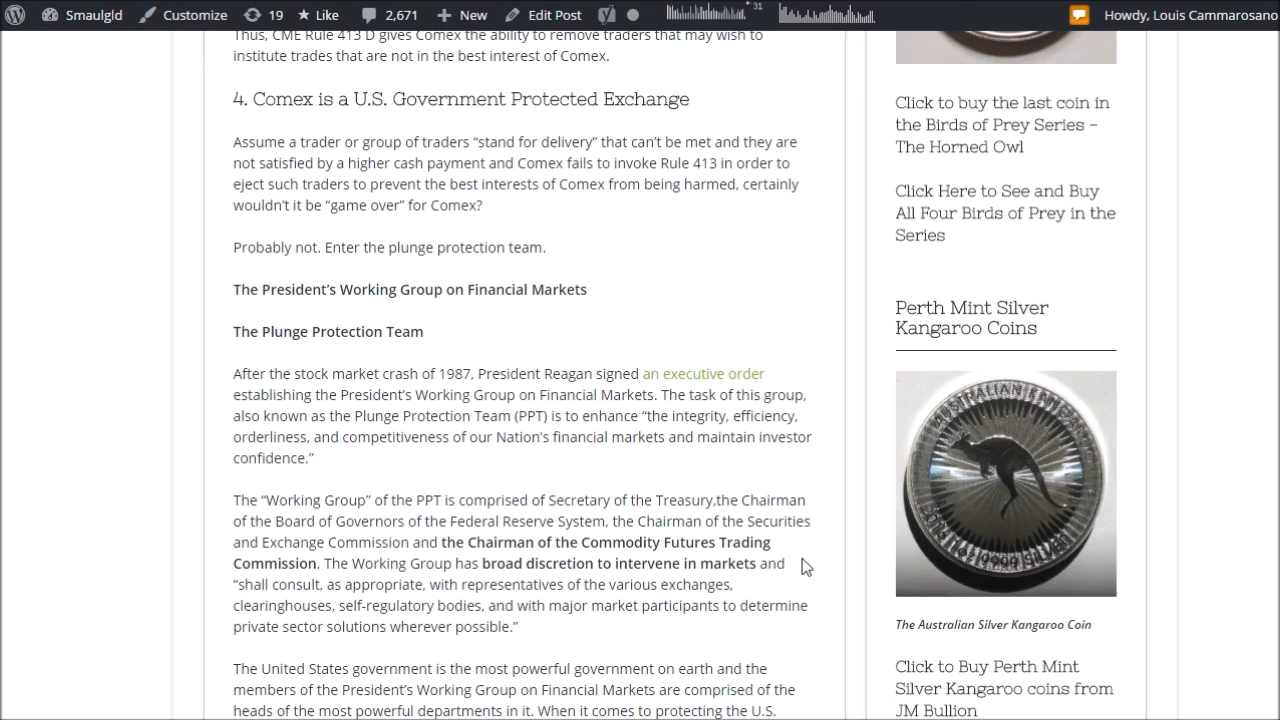 Smaulgld
Customize
19
Like
2,671
New
Edit Post
31
Howdy, Louis Cammarosano
Thus, CME Rule 413 D gives Comex the ability to remove traders that may wish to
institute trades that are not in the best interest of Comex.
4. Comex is a U.S. Government Protected Exchange
Assume a trader or group of traders “stand for delivery” that can’t be met and they are
not satisfied by a higher cash payment and Comex fails to invoke Rule 413 in order to
eject such traders to prevent the best interests of Comex from being harmed, certainly
wouldn’t it be “game over” for Comex?
Probably not. Enter the plunge protection team.
The President’s Working Group on Financial Markets
The Plunge Protection Team
After the stock market crash of 1987, President Reagan signed an executive order
establishing the President’s Working Group on Financial Markets. The task of this group,
also known as the Plunge Protection Team (PPT) is to enhance “the integrity, efficiency,
orderliness, and competitiveness of our Nation’s financial markets and maintain investor
confidence.”
The “Working Group” of the PPT is comprised of Secretary of the Treasury,the Chairman
of the Board of Governors of the Federal Reserve System, the Chairman of the Securities
and Exchange Commission and the Chairman of the Commodity Futures Trading
Commission. The Working Group has broad discretion to intervene in markets and
“shall consult, as appropriate, with representatives of the various exchanges,
clearinghouses, self-regulatory bodies, and with major market participants to determine
private sector solutions wherever possible.”
The United States government is the most powerful government on earth and the
members of the President’s Working Group on Financial Markets are comprised of the
heads of the most powerful departments in it. When it comes to protecting the U.S.
Click to buy the last coin in
the Birds of Prey Series –
The Horned Owl
Click Here to See and Buy
All Four Birds of Prey in the
Series
Perth Mint Silver
Kangaroo Coins
The Australian Silver Kangaroo Coin
Click to Buy Perth Mint
Silver Kangaroo coins from
JM Bullion